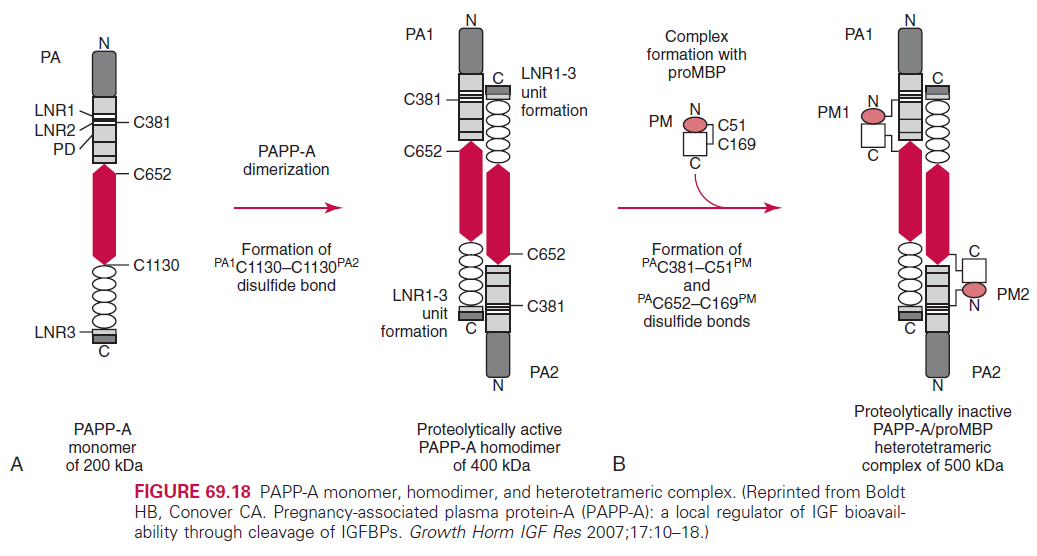 PA
N
LNR1
LNR2
PD
C381
C652
C1130
LNR3
C
PAPP-A
monomer
of 200 kDa
A
PAPP-A
dimerization
Formation of
PA1C1130–C1130PA2
disulfide bond
PA1
N
C
LNR1-3
unit
formation
C381
C652
C652
C381
LNR1-3
unit
formation
C
N
PA2
Proteolytically active
PAPP-A homodimer
of 400 kDa
Complex
formation with
proMBP
PM
N
C51
C169
C
Formation of
PAC381–C51PM
and
PAC652–C169PM
disulfide bonds
B
PA1
N
C
PM1
N
C
C
PM2
N
C
N
PA2
Proteolytically inactive
PAPP-A/proMBP
heterotetrameric
complex of 500 kDa
FIGURE 69.18 PAPP-A monomer, homodimer, and heterotetrameric complex. (Reprinted from Boldt
HB, Conover CA. Pregnancy-associated plasma protein-A (PAPP-A): a local regulator of IGF bioavail-
ability through cleavage of IGFBPs. Growth Horm IGF Res 2007;17:10–18.)